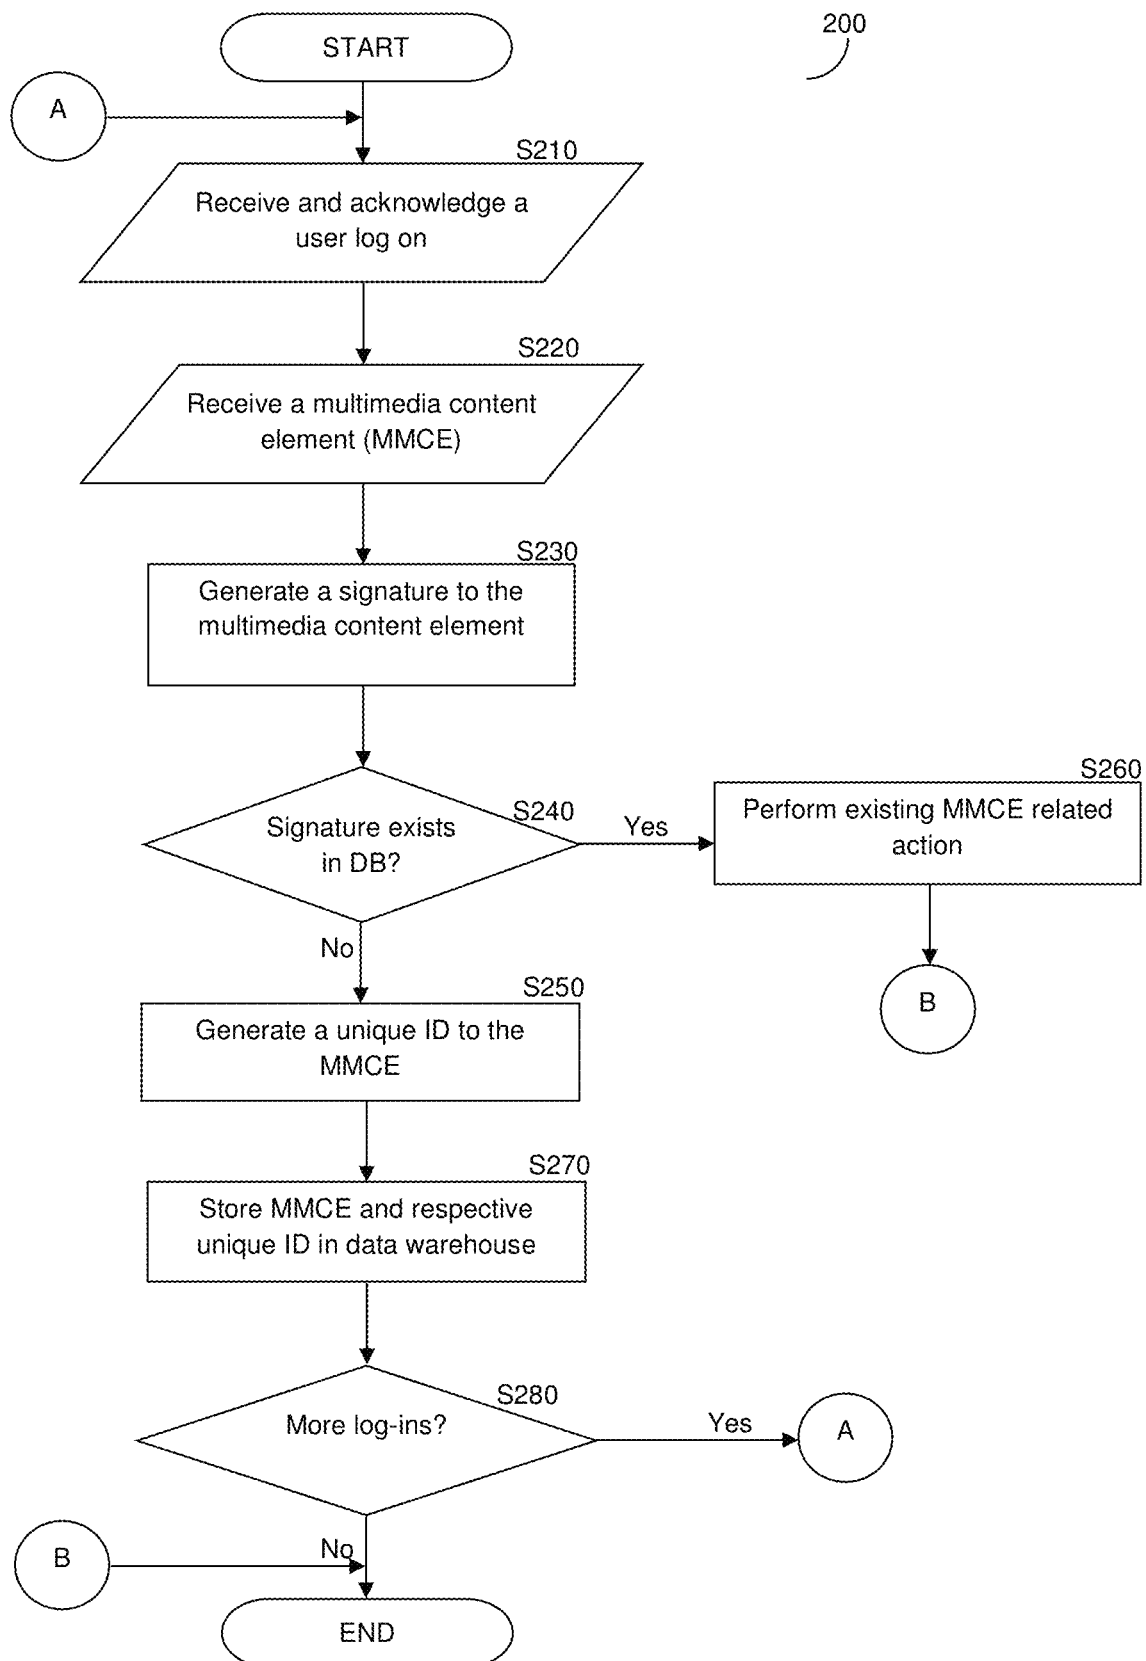 START
200
A
S210
Receive and acknowledge a
user log on
S220
Receive a multimedia content
element (MMCE)
S230
Generate a signature to the
multimedia content element
S240
Signature exists
in DB?
Yes
S260
Perform existing MMCE related
action
No
B
S250
Generate a unique ID to the
MMCE
S270
Store MMCE and respective
unique ID in data warehouse
S280
More log-ins?
Yes
A
No
B
END